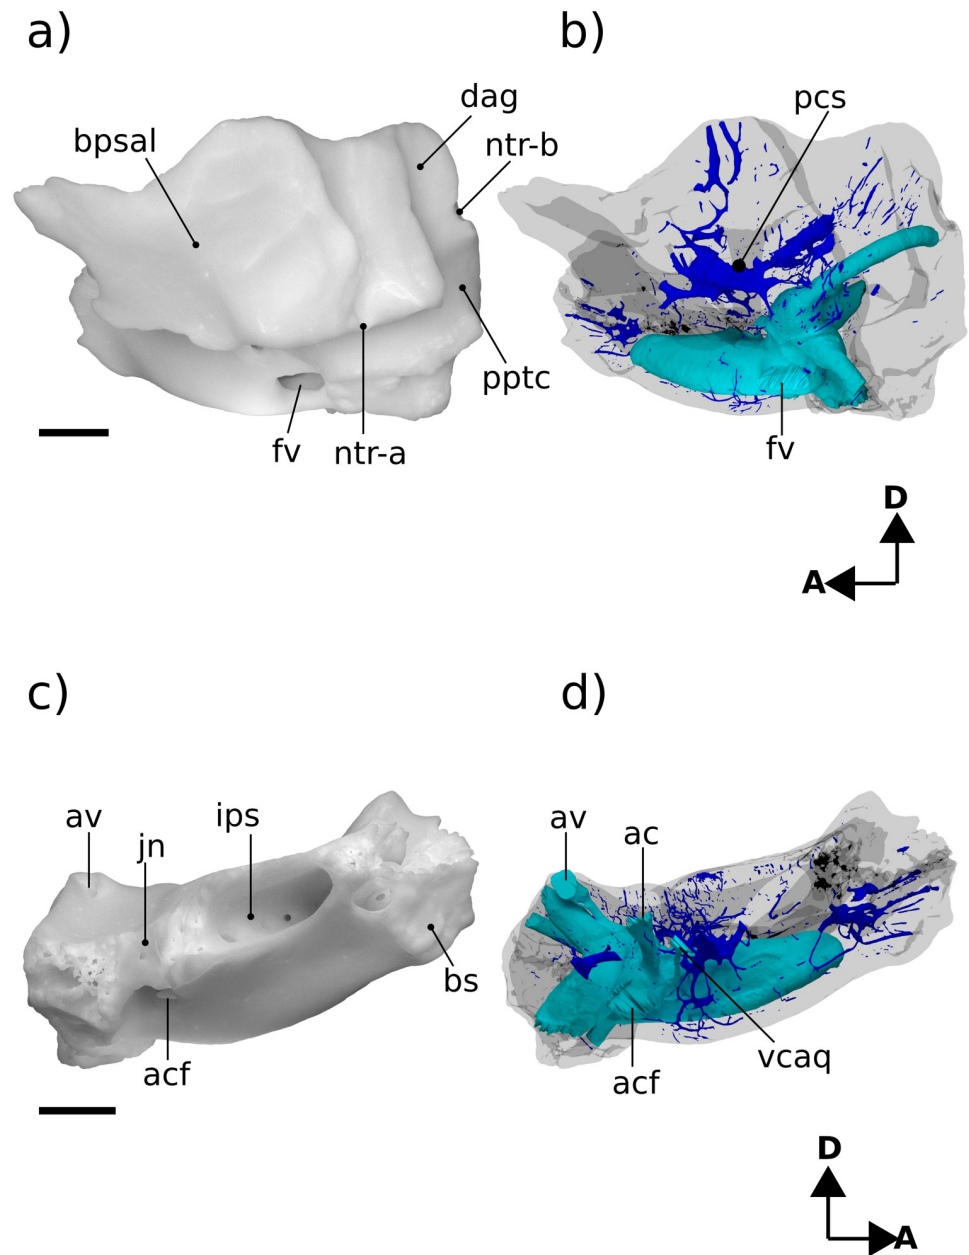 a)
b)
dag
pcs
bpsal
ntr-b
pptc
fv
ntr-a
fv
D
A
c)
d)
av
ips
av
ac
jn
bs
acf
vcaq
acf
D
A